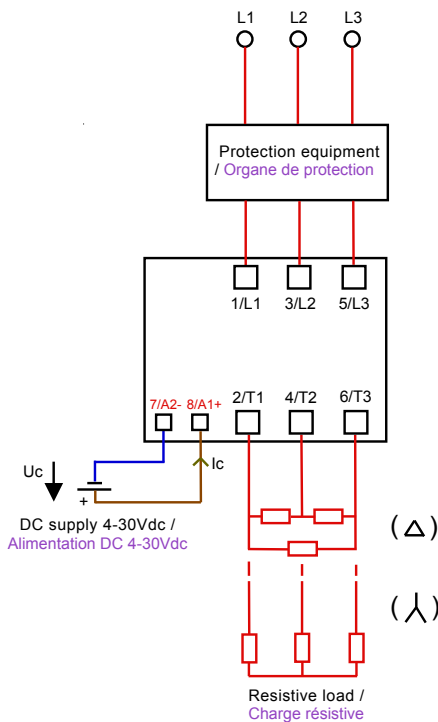 L1 L2 L3
Protection equipment
/ Organe de protection
1/L1 3/L2 5/L3
7/A2- 8/A1+ 2/T1 4/T2 6/T3
Uc
Ic
+
DC supply 4-30Vdc /
Alimentation DC 4-30Vdc
(Δ)
(⅄)
Resistive load /
Charge résistive